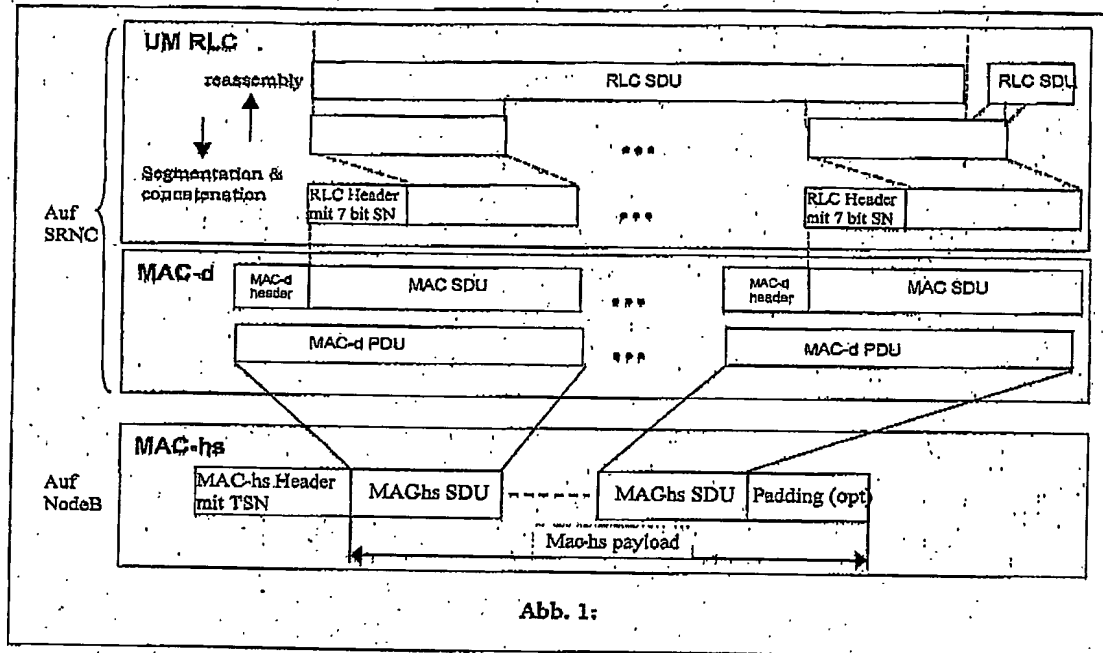 UM RLC
reassembly
RLC SDU
RLC SDU
•••
Segmentation &
concatenation
RLC Header
mit 7 bit SN
•••
RLC Header
mit 7 bit SN
Auf
SRNC
MAC-d
MAC-d
header
MAC SDU
•••
MAC-d
header
MAC SDU
MAC-d PDU
•••
MAC-d PDU
MAC-hs
Auf
NodeB
MAC-hs Header
mit TSN
MAGhs SDU
MAGhs SDU
Padding (opt)
Mac-hs payload
Abb. 1: